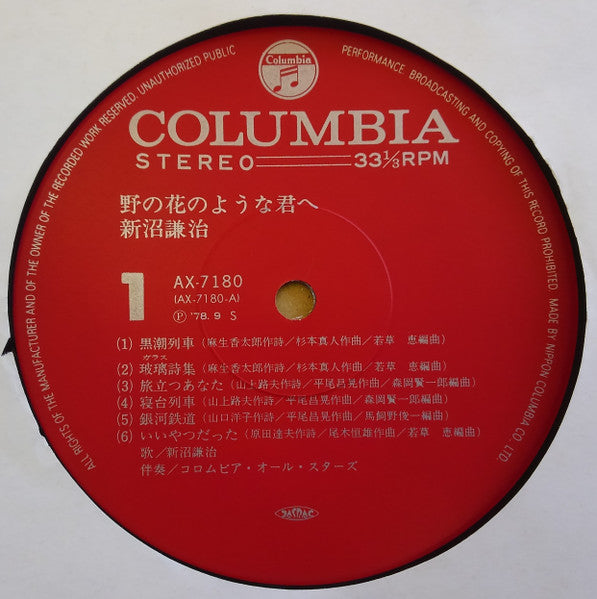 Columbia
COLUMBIA
STEREO 33⅓RPM
野の花のような君へ
新沼謙治
1
AX-7180
(AX-7180-A)
Ⓟ '78. 9 S
(1) 黒潮列車 (麻生香太郎作詩/杉本真人作曲/若草 恵編曲)
ガラス
(2) 玻璃詩集 (麻生香太郎作詩/杉本真人作曲/若草 恵編曲)
(3) 旅立つあなた (山上路夫作詩/平尾昌晃作曲/森岡賢一郎編曲)
(4) 寝台列車 (山上路夫作詩/平尾昌晃作曲/森岡賢一郎編曲)
(5) 銀河鉄道 (山口洋子作詩/平尾昌晃作曲/馬飼野俊一編曲)
(6) いいやつだった (原田達夫作詩/尾木恒雄作曲/若草 恵編曲)
歌/新沼謙治
伴奏/コロムビア・オール・スターズ
JASRAC
ALL RIGHTS OF THE MANUFACTURER AND OF THE OWNER OF THE RECORDED WORK RESERVED. UNAUTHORIZED PUBLIC PERFORMANCE. BROADCASTING AND COPYING OF THIS RECORD PROHIBITED. MADE BY NIPPON COLUMBIA CO. LTD.